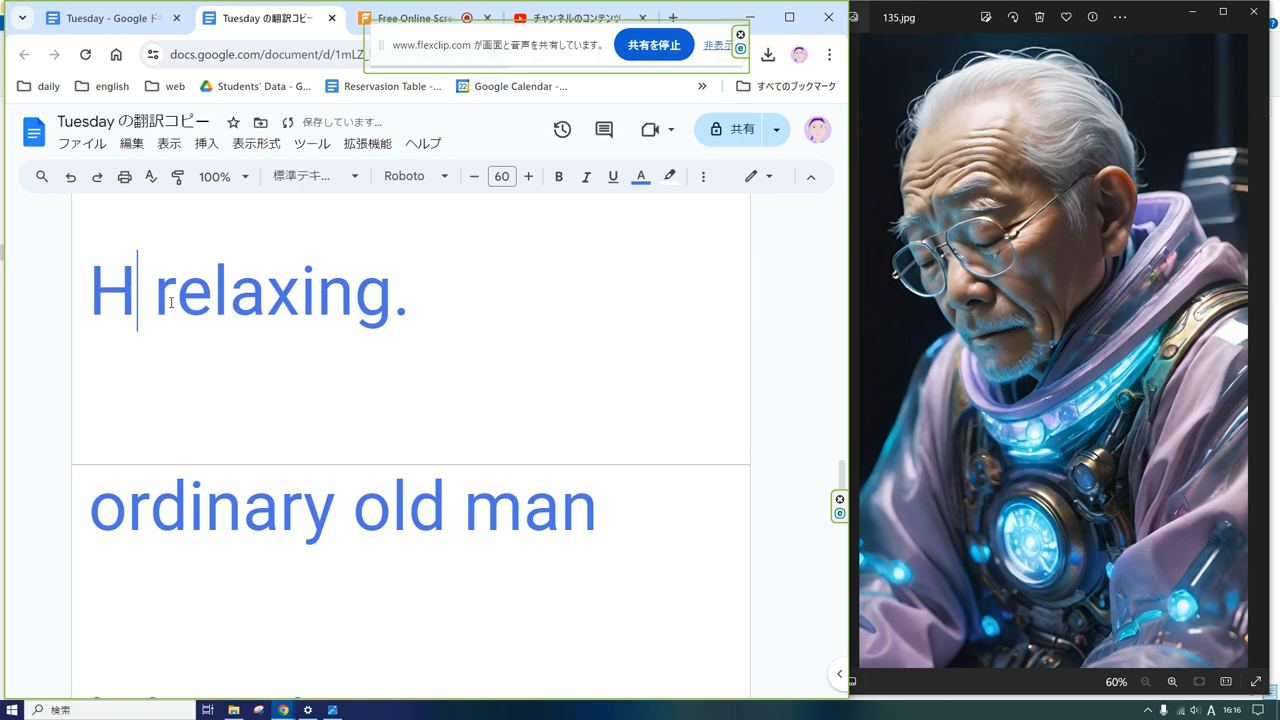 Tuesday - Google ド
Tuesday の翻訳コピー
Free Online Scre
チャンネルのコンテンツ
135.jpg
docs.google.com/document/d/1mLZ
www.flexclip.com が画面と音声を共有しています。
共有を停止
非表示
daily
english
web
Students' Data - G...
Reservasion Table -...
Google Calendar -...
すべてのブックマーク
Tuesday の翻訳コピー
保存しています...
ファイル 編集 表示 挿入 表示形式 ツール 拡張機能 ヘルプ
共有
100%
標準テキ...
Roboto
60
B I U A
H relaxing.
ordinary old man
60%
検索
A 16:16